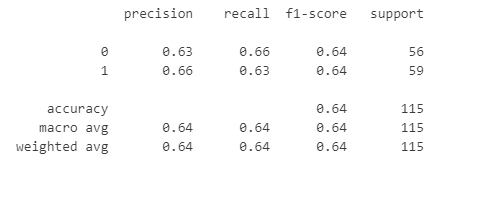 precision recall f1-score support
0 0.63 0.66 0.64 56
1 0.66 0.63 0.64 59
accuracy 0.64 115
macro avg 0.64 0.64 0.64 115
weighted avg 0.64 0.64 0.64 115